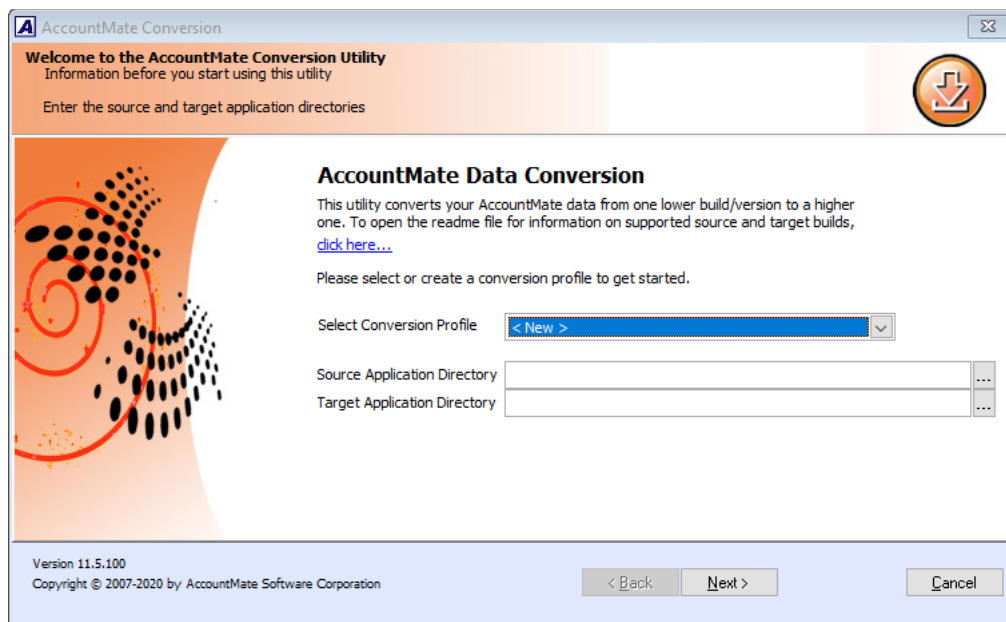 AccountMate Conversion
Welcome to the AccountMate Conversion Utility
Information before you start using this utility
Enter the source and target application directories
AccountMate Data Conversion
This utility converts your AccountMate data from one lower build/version to a higher
one. To open the readme file for information on supported source and target builds,
click here...
Please select or create a conversion profile to get started.
Select Conversion Profile
< New >
Source Application Directory
...
Target Application Directory
...
Version 11.5.100
Copyright © 2007-2020 by AccountMate Software Corporation
< Back
Next >
Cancel